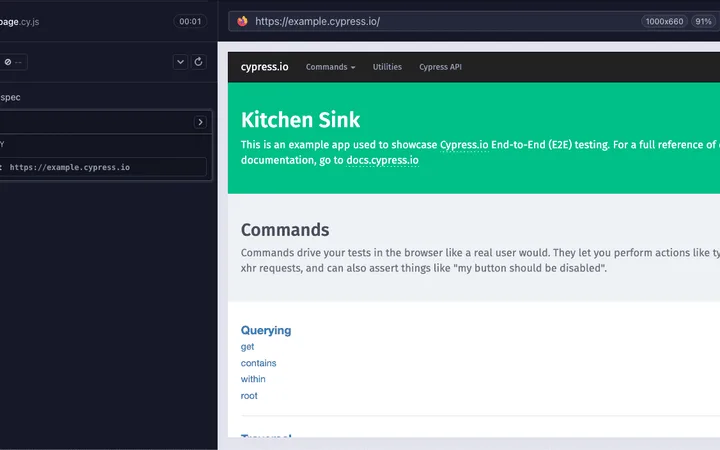 page.cy.js
00:01
https://example.cypress.io/
1000x660
91%
spec
Y
https://example.cypress.io
cypress.io
Commands
Utilities
Cypress API
Kitchen Sink
This is an example app used to showcase Cypress.io End-to-End (E2E) testing. For a full reference of
documentation, go to docs.cypress.io
Commands
Commands drive your tests in the browser like a real user would. They let you perform actions like ty
xhr requests, and can also assert things like "my button should be disabled".
Querying
get
contains
within
root